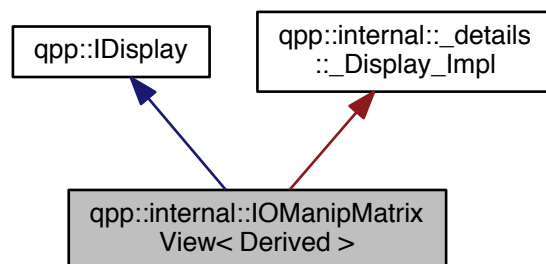 qpp::IDisplay
qpp::internal::_details
::_Display_Impl
qpp::internal::IOManipMatrix
View< Derived >